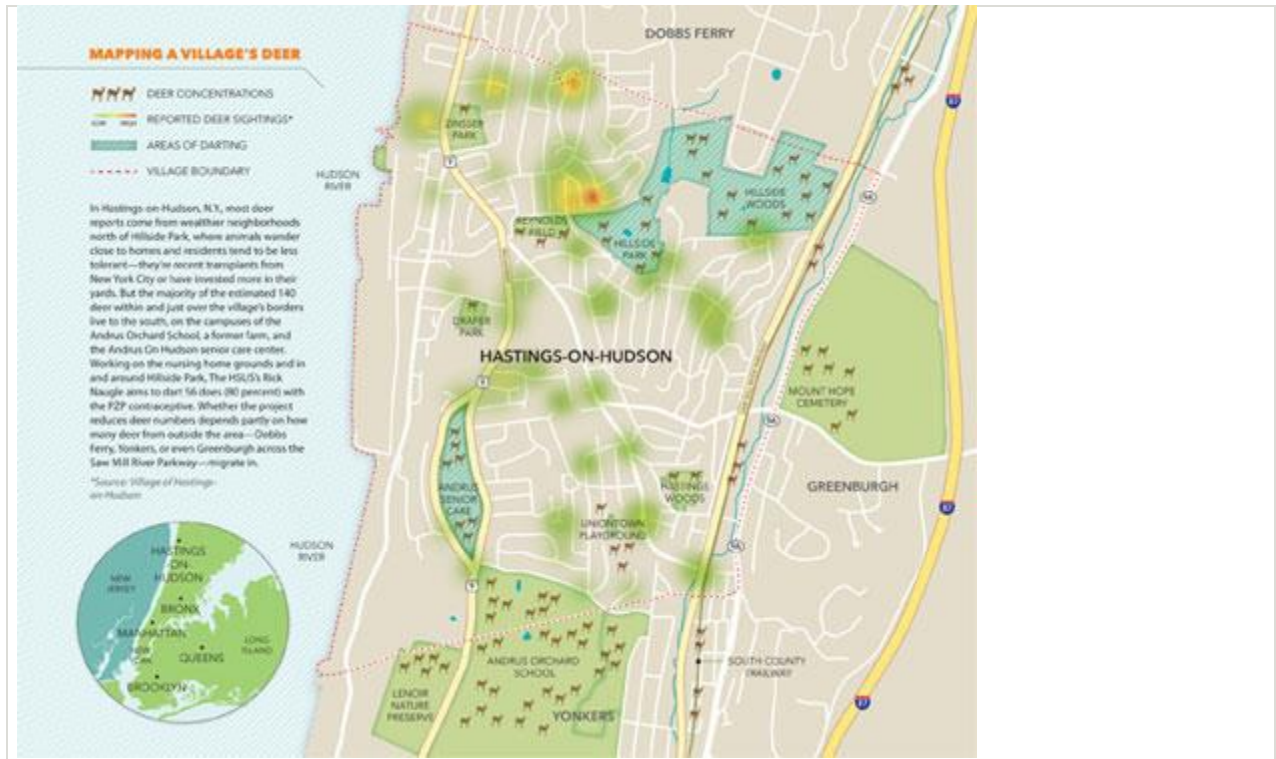 MAPPING A VILLAGE'S DEER
DEER CONCENTRATIONS
LOW HIGH REPORTED DEER SIGHTINGS*
AREAS OF DARTING
VILLAGE BOUNDARY
In Hastings-on-Hudson, N.Y., most deer
reports come from wealthier neighborhoods
north of Hillside Park, where animals wander
close to homes and residents tend to be less
tolerant—they're recent transplants from
New York City or have invested more in their
yards. But the majority of the estimated 140
deer within and just over the village's borders
live to the south, on the campuses of the
Andrus Orchard School, a former farm, and
the Andrus On Hudson senior care center.
Working on the nursing home grounds and in
and around Hillside Park, The HSUS's Rick
Naugle aims to dart 56 does (80 percent) with
the PZP contraceptive. Whether the project
reduces deer numbers depends partly on how
many deer from outside the area—Dobbs
Ferry, Yonkers, or even Greenburgh across the
Saw Mill River Parkway—migrate in.
*Source: Village of Hastings-
on-Hudson
HASTINGS
ON-
HUDSON
NEW
JERSEY
BRONX
MANHATTAN
NEW
YORK
QUEENS
LONG
ISLAND
BROOKLYN
DOBBS FERRY
ZINSSER
PARK
9
87
HUDSON
RIVER
9A
HILLSIDE
WOODS
REYNOLDS
FIELD
HILLSIDE
PARK
DRAPER
PARK
HASTINGS-ON-HUDSON
9
MOUNT HOPE
CEMETERY
9A
ANDRUS
SENIOR
CARE
HASTINGS
WOODS
GREENBURGH
87
UNIONTOWN
PLAYGROUND
HUDSON
RIVER
9A
9
ANDRUS ORCHARD
SCHOOL
SOUTH COUNTY
TRAILWAY
LENOIR
NATURE
PRESERVE
YONKERS
87